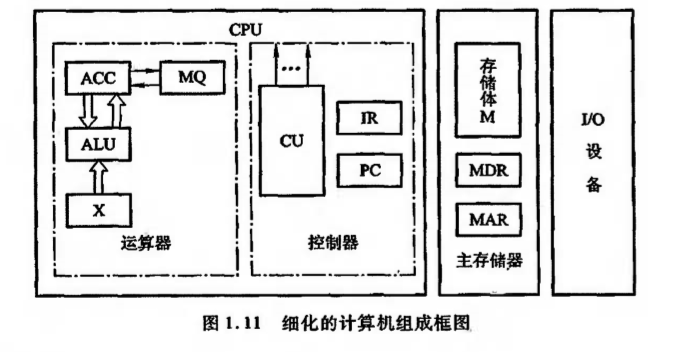 CPU
ACC
MQ
ALU
X
运算器
...
CU
IR
PC
控制器
存储体M
MDR
MAR
主存储器
I/O
设
备
图 1.11 细化的计算机组成框图